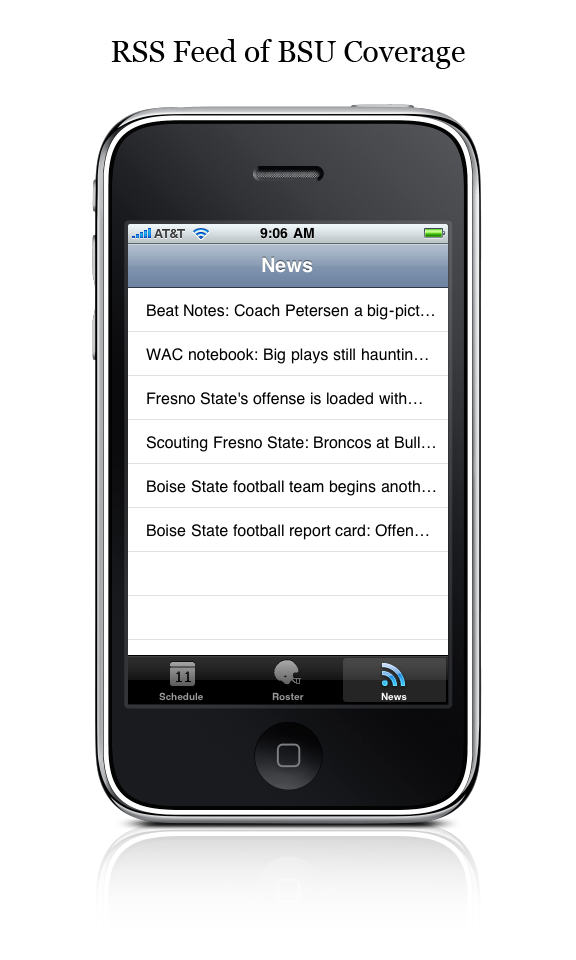 RSS Feed of BSU Coverage
AT&T 9:06 AM
News
Beat Notes: Coach Petersen a big-pict...
WAC notebook: Big plays still hauntin...
Fresno State's offense is loaded with...
Scouting Fresno State: Broncos at Bull...
Boise State football team begins anoth...
Boise State football report card: Offen...
11
Schedule Roster News